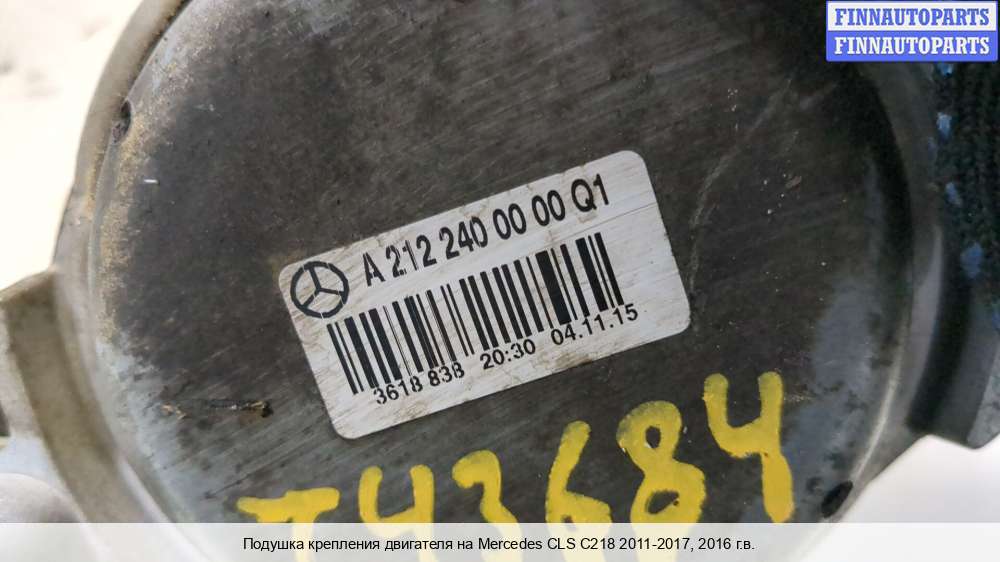 FINNAUTOPARTS
FINNAUTOPARTS
A 212 240 00 00 Q1
3618 838 20:30 04.11.15
T43684
Подушка крепления двигателя на Mercedes CLS C218 2011-2017, 2016 г.в.